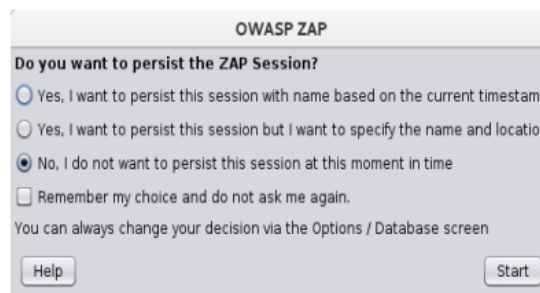 OWASP ZAP
Do you want to persist the ZAP Session?
Yes, I want to persist this session with name based on the current timestam
Yes, I want to persist this session but I want to specify the name and locatio
No, I do not want to persist this session at this moment in time
Remember my choice and do not ask me again.
You can always change your decision via the Options / Database screen
Help
Start